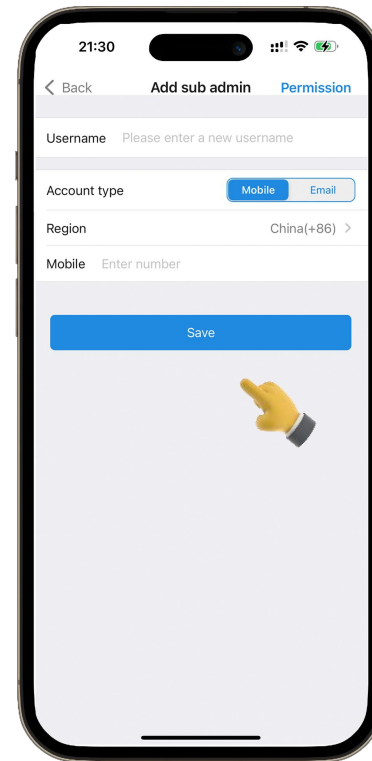 21:30
Back Add sub admin Permission
Username Please enter a new username
Account type Mobile Email
Region China(+86)
Mobile Enter number
Save